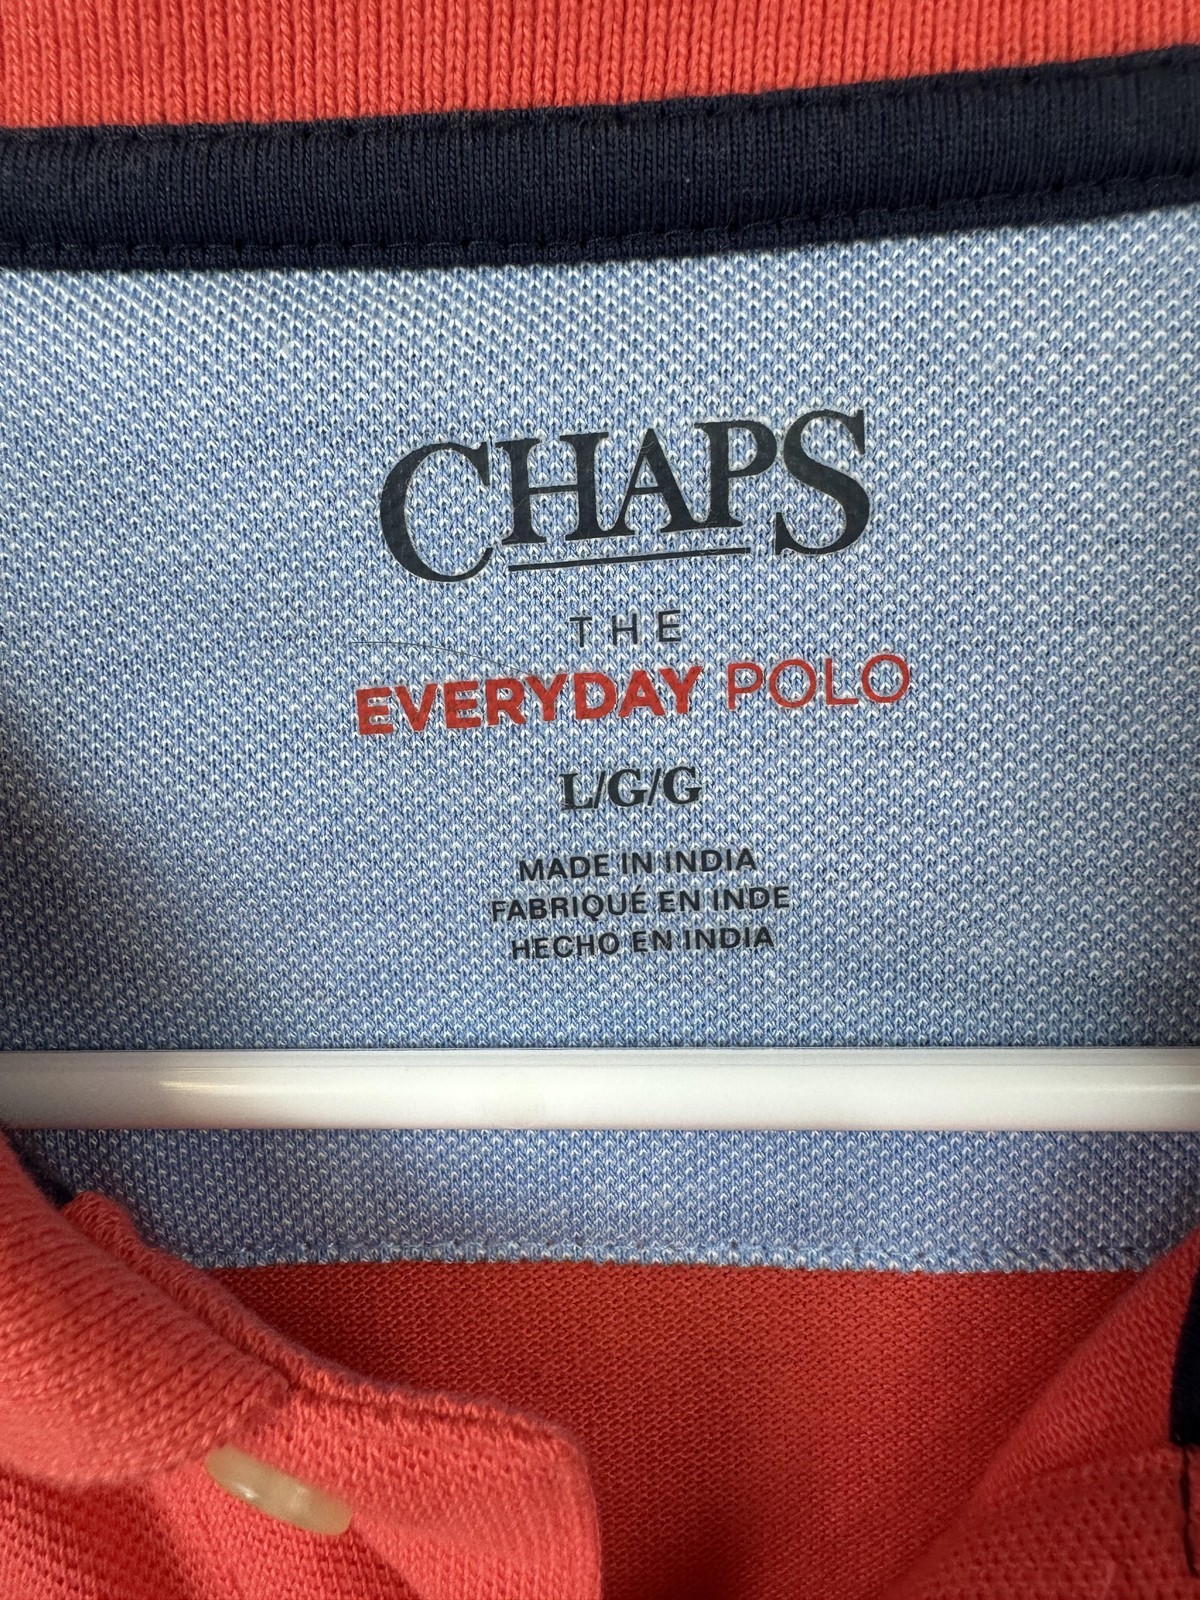 CHAPS
THE
EVERYDAY POLO
L/G/G
MADE IN INDIA
FABRIQUÉ EN INDE
HECHO EN INDIA